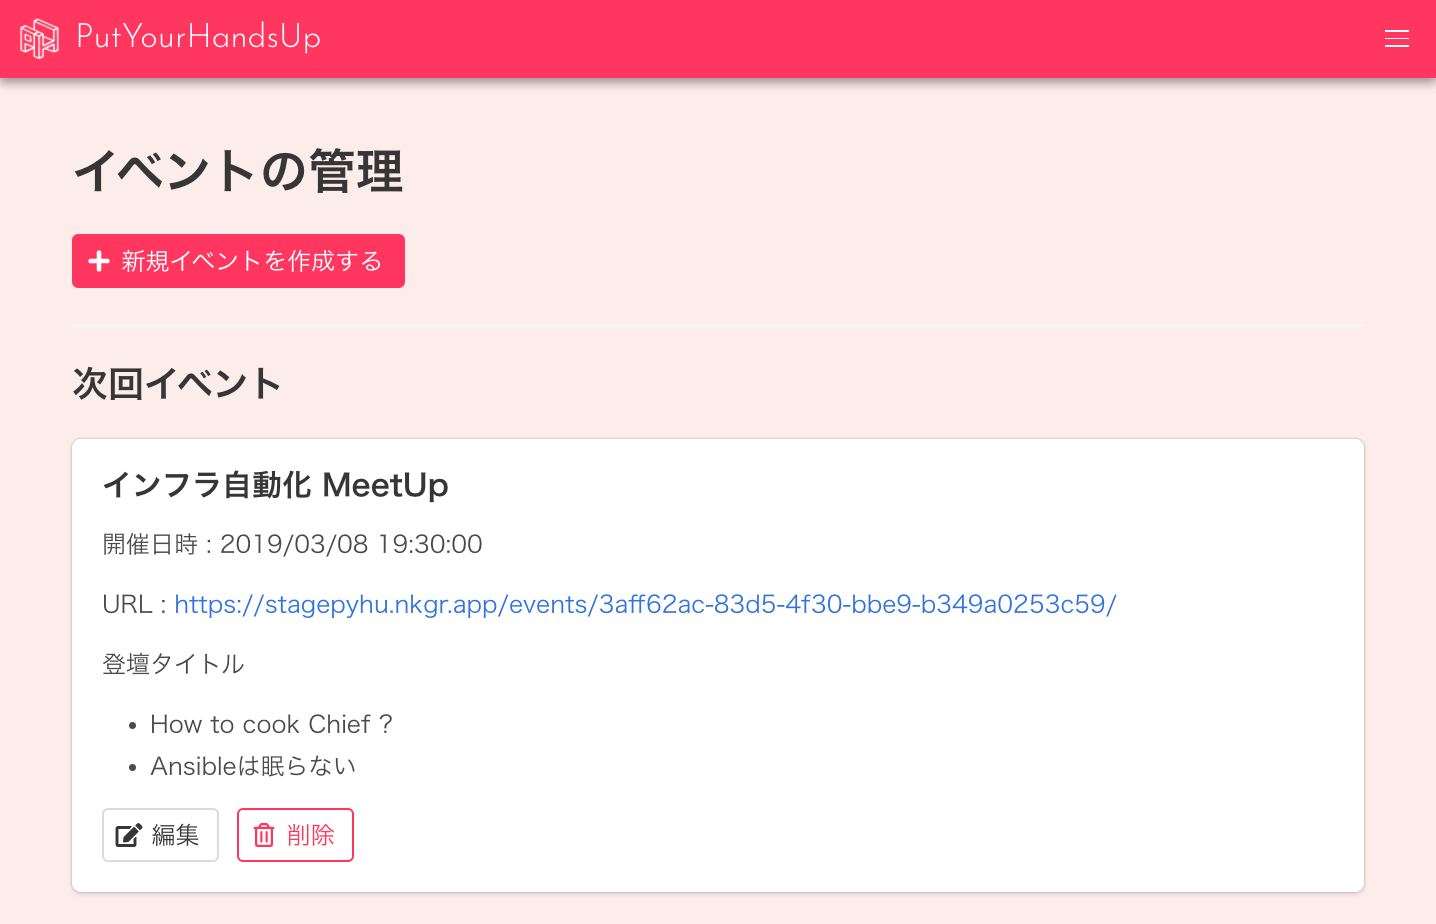 PutYourHandsUp
イベントの管理
新規イベントを作成する
次回イベント
インフラ自動化 MeetUp
開催日時 : 2019/03/08 19:30:00
URL : https://stagepyhu.nkgr.app/events/3aff62ac-83d5-4f30-bbe9-b349a0253c59/
登壇タイトル
• How to cook Chief ?
• Ansibleは眠らない
編集 削除